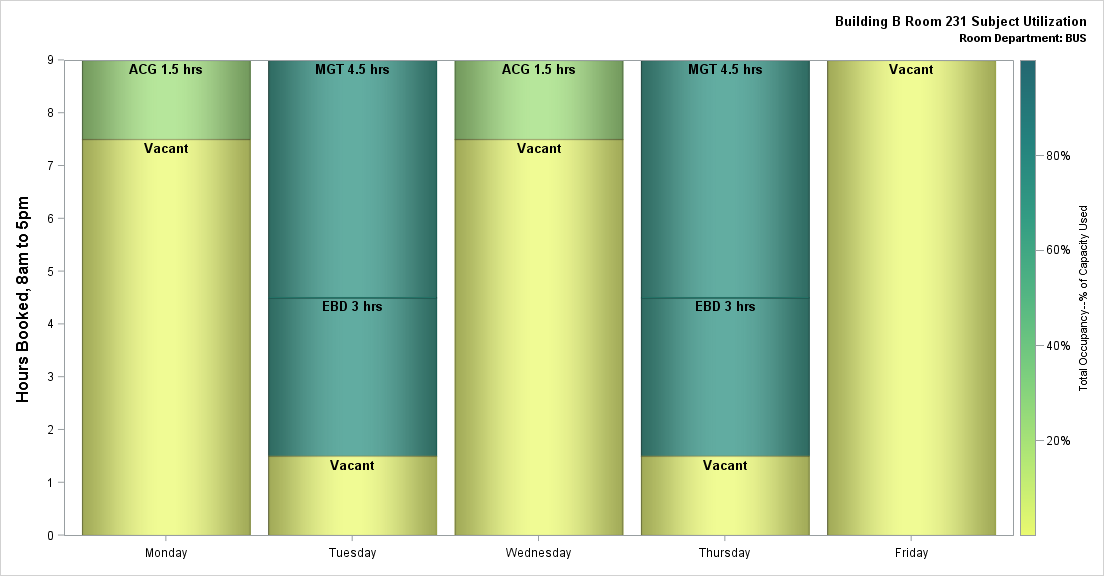 Building B Room 231 Subject Utilization
Room Department: BUS
Hours Booked, 8am to 5pm
9
8
7
6
5
4
3
2
1
0
ACG 1.5 hrs
Vacant
MGT 4.5 hrs
EBD 3 hrs
Vacant
ACG 1.5 hrs
Vacant
MGT 4.5 hrs
EBD 3 hrs
Vacant
Vacant
Monday
Tuesday
Wednesday
Thursday
Friday
80%
60%
40%
20%
Total Occupancy--% of Capacity Used